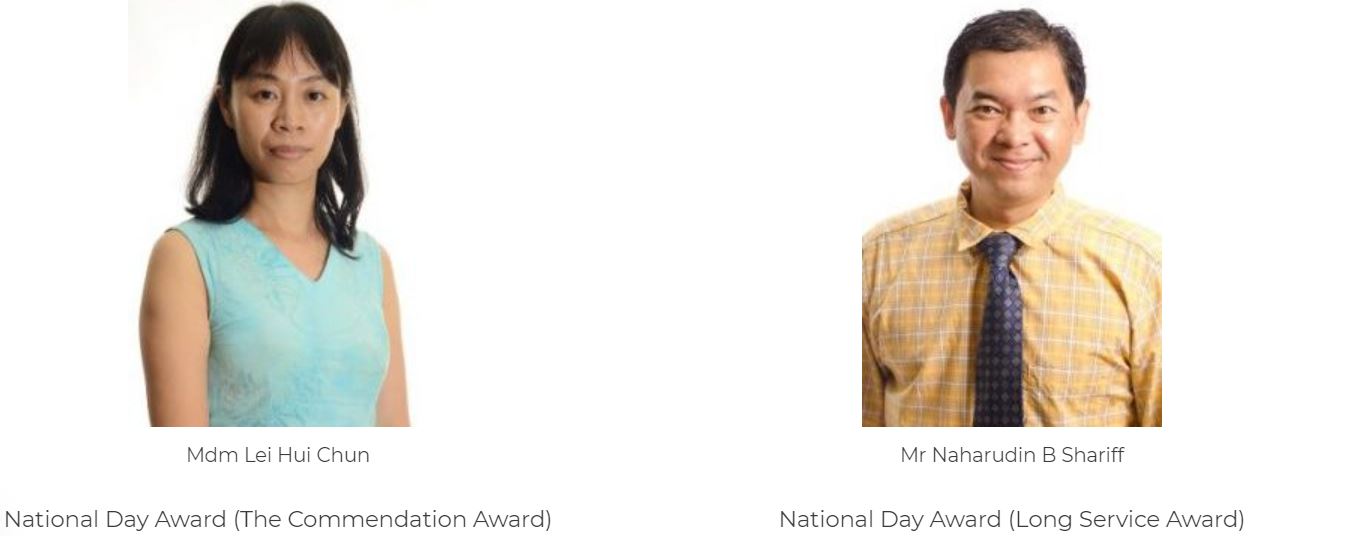 Mdm Lei Hui Chun
Mr Naharudin B Shariff
National Day Award (The Commendation Award)
National Day Award (Long Service Award)